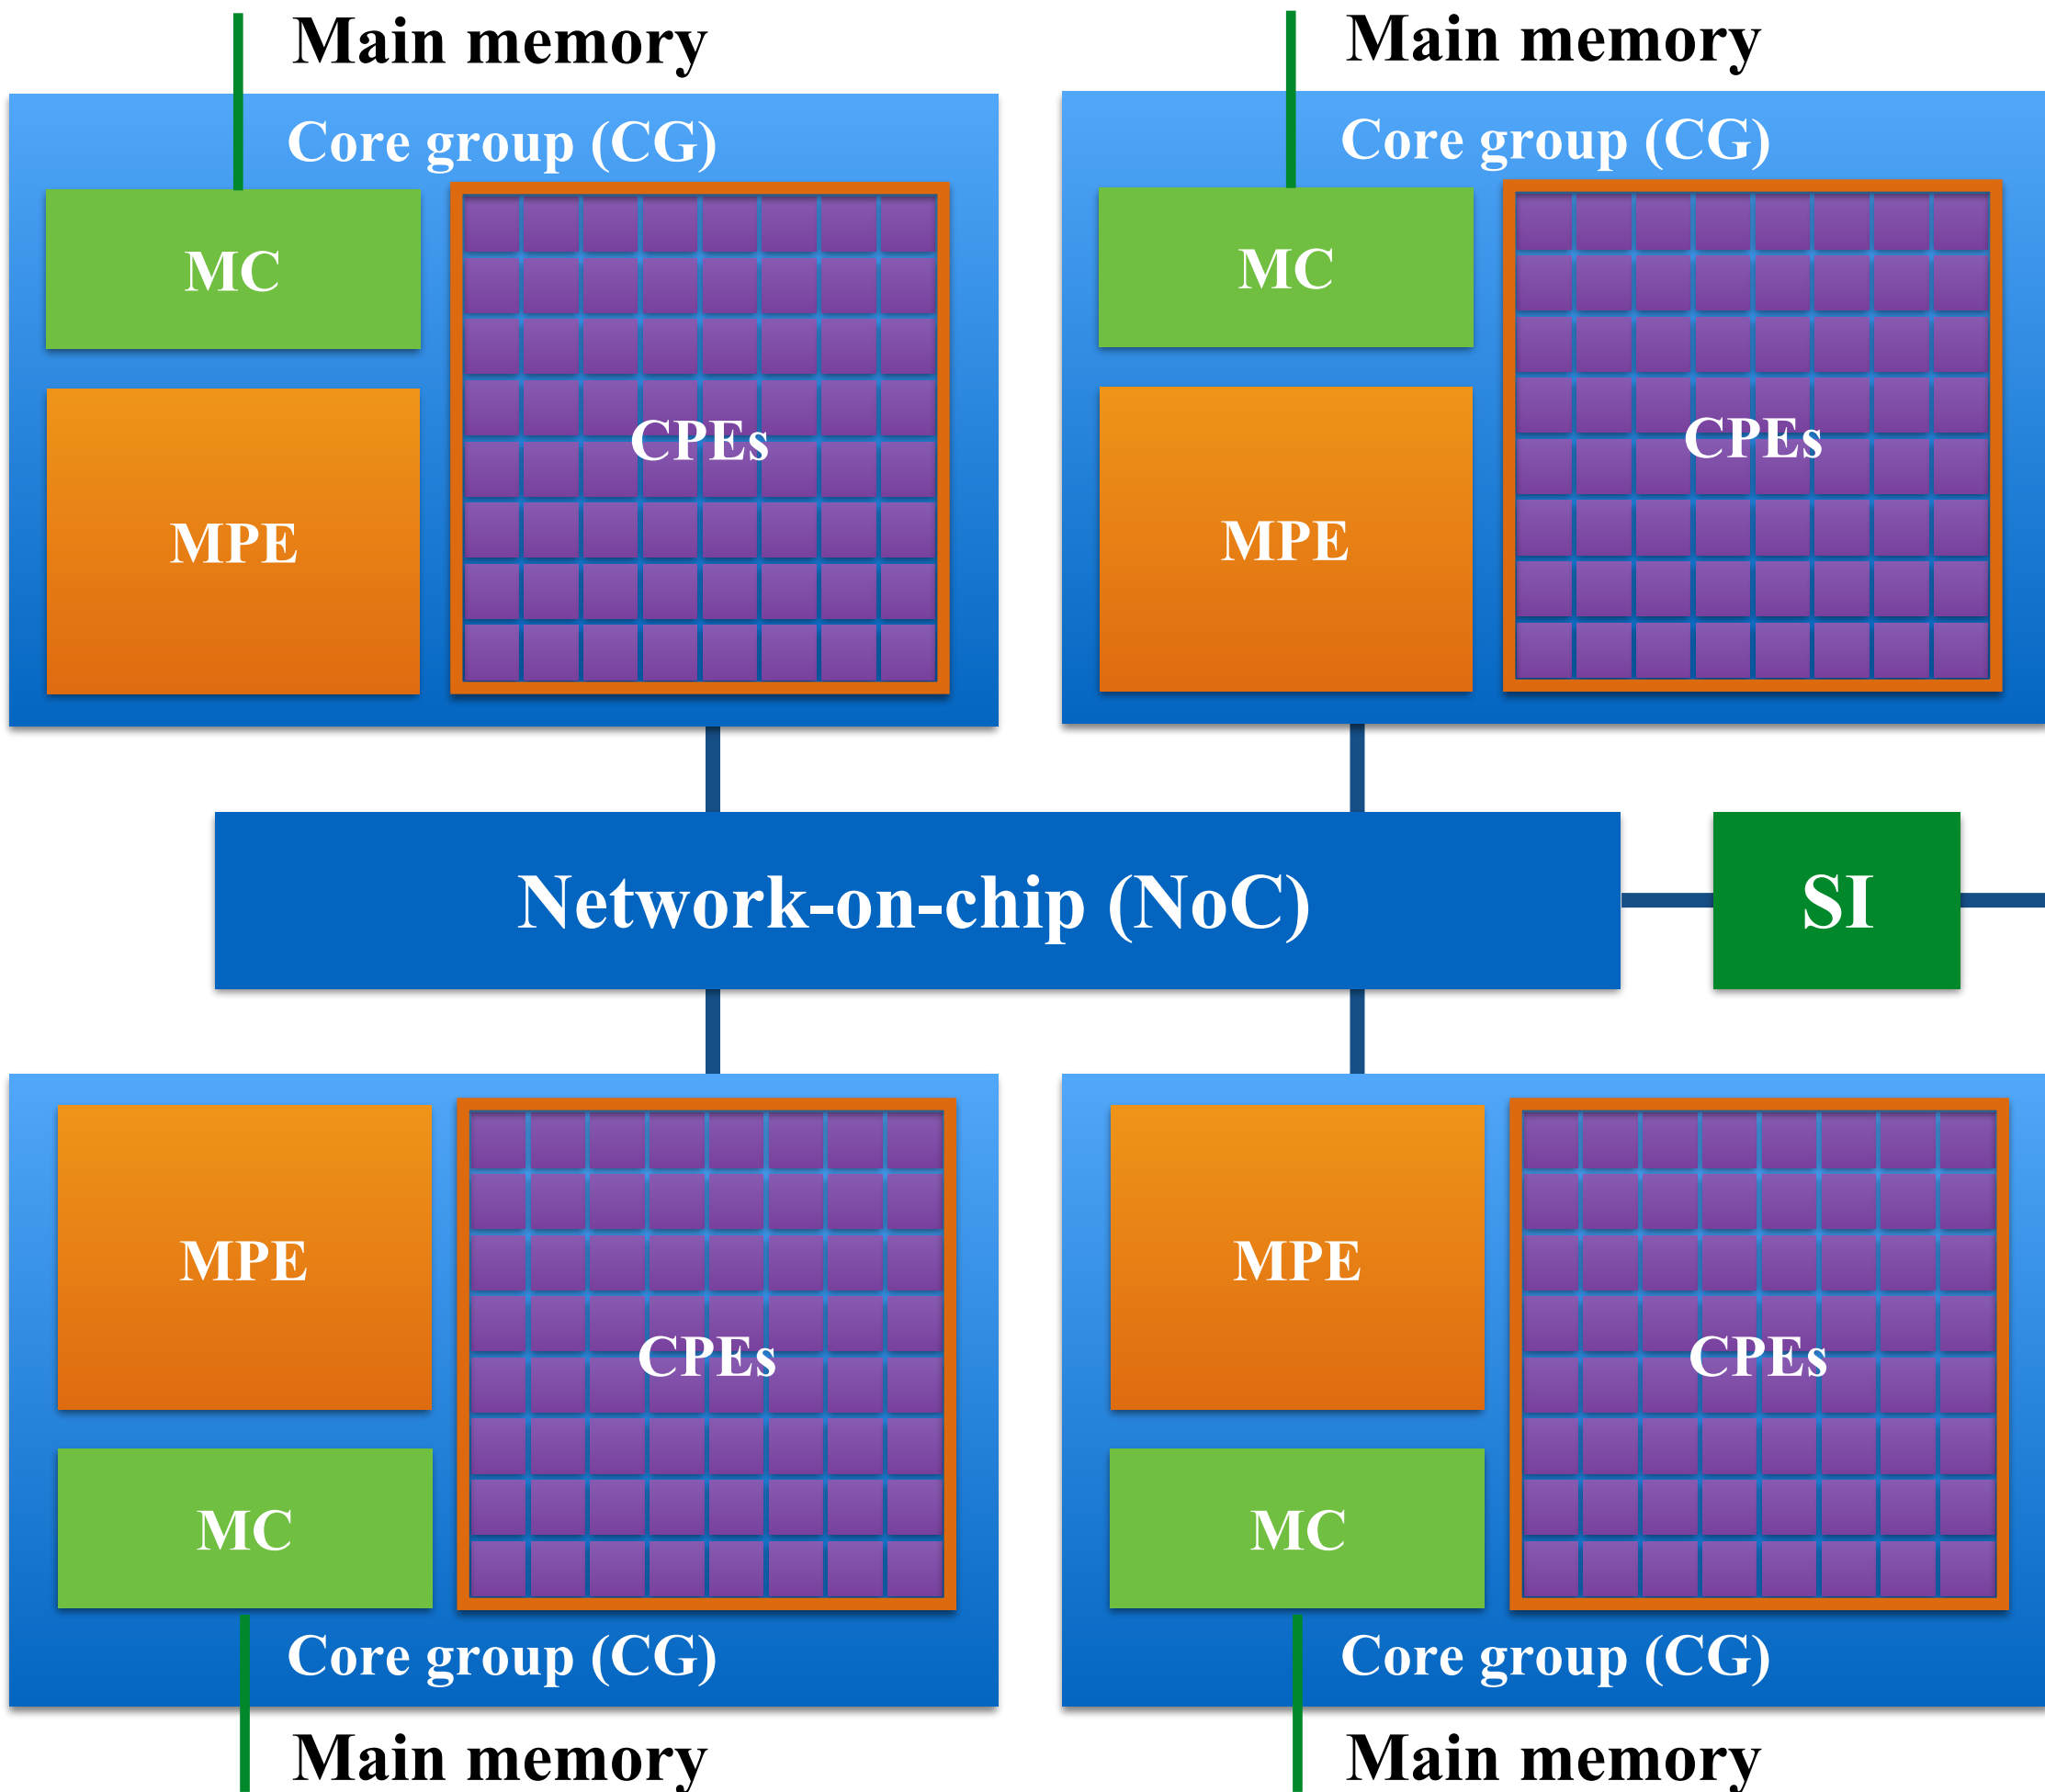 Main memory
Main memory
Core group (CG)
Core group (CG)
MC
MC
CPEs
CPEs
MPE
MPE
Network-on-chip (NoC)
SI
MPE
MPE
CPEs
CPEs
MC
MC
Core group (CG)
Core group (CG)
Main memory
Main memory